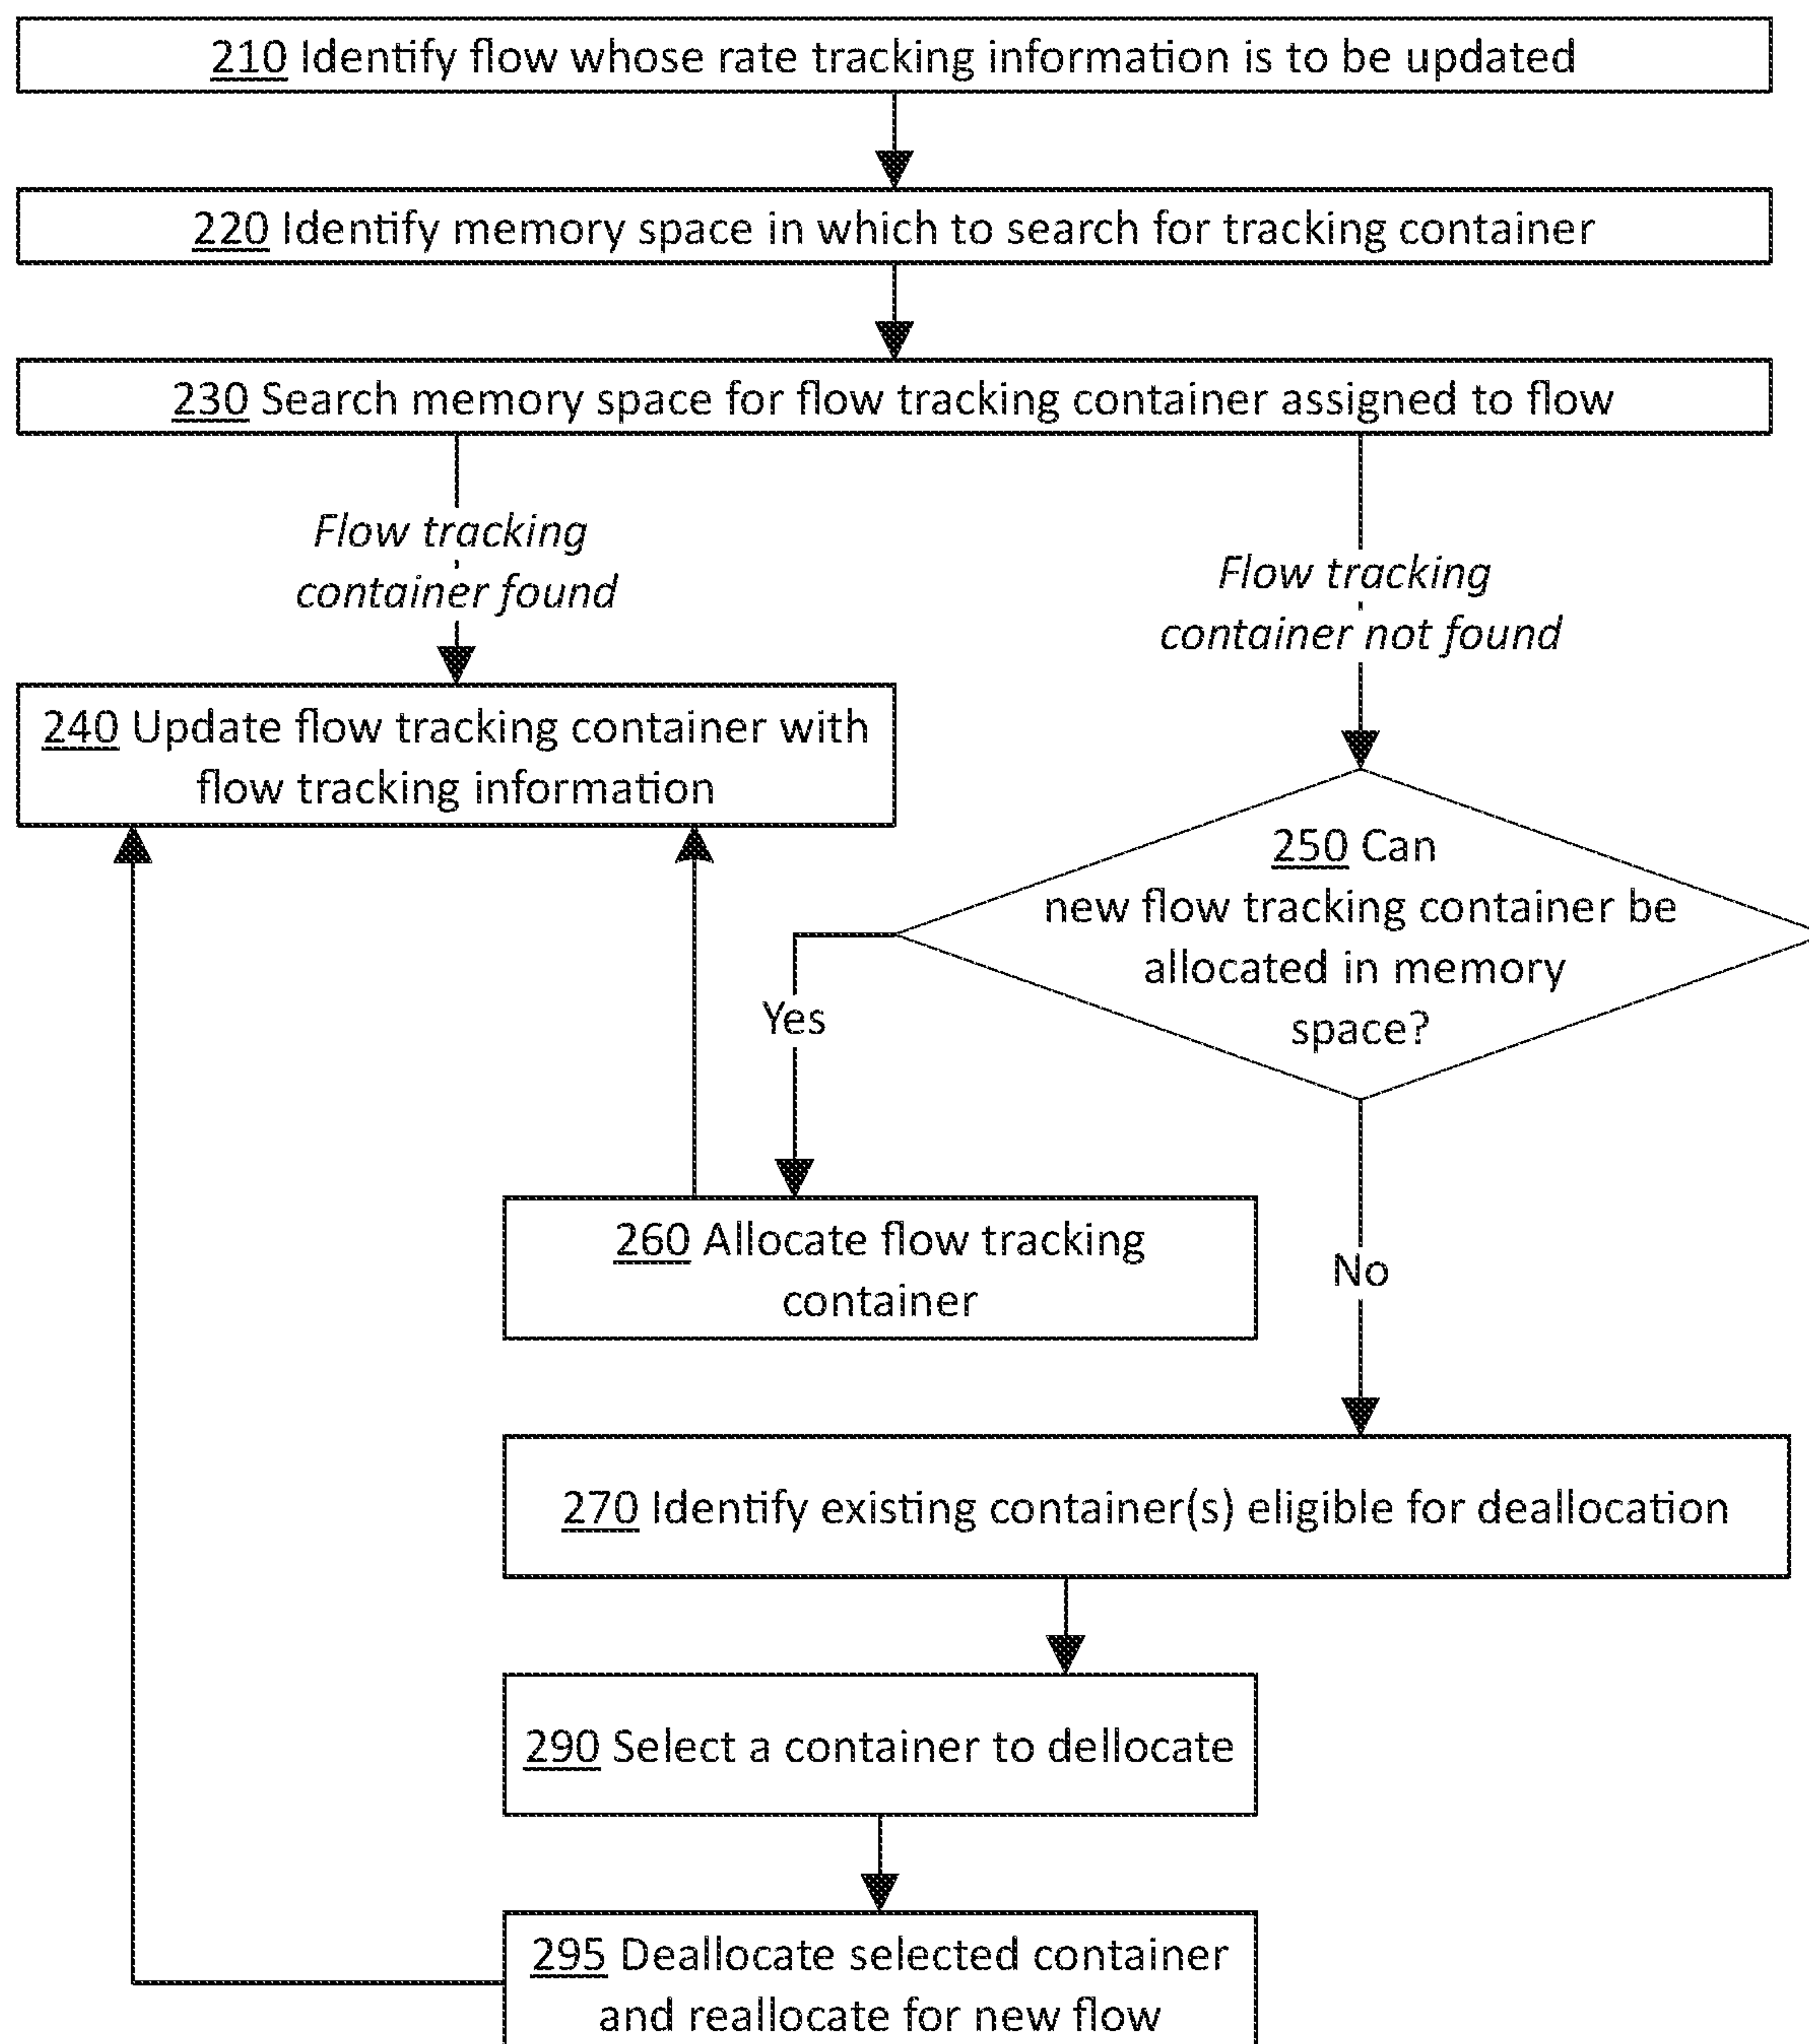 210 Identify flow whose rate tracking information is to be updated
220 Identify memory space in which to search for tracking container
230 Search memory space for flow tracking container assigned to flow
Flow tracking
container found
Flow tracking
container not found
240 Update flow tracking container with
flow tracking information
250 Can
new flow tracking container be
allocated in memory
space?
Yes
260 Allocate flow tracking
container
No
270 Identify existing container(s) eligible for deallocation
290 Select a container to dellocate
295 Deallocate selected container
and reallocate for new flow